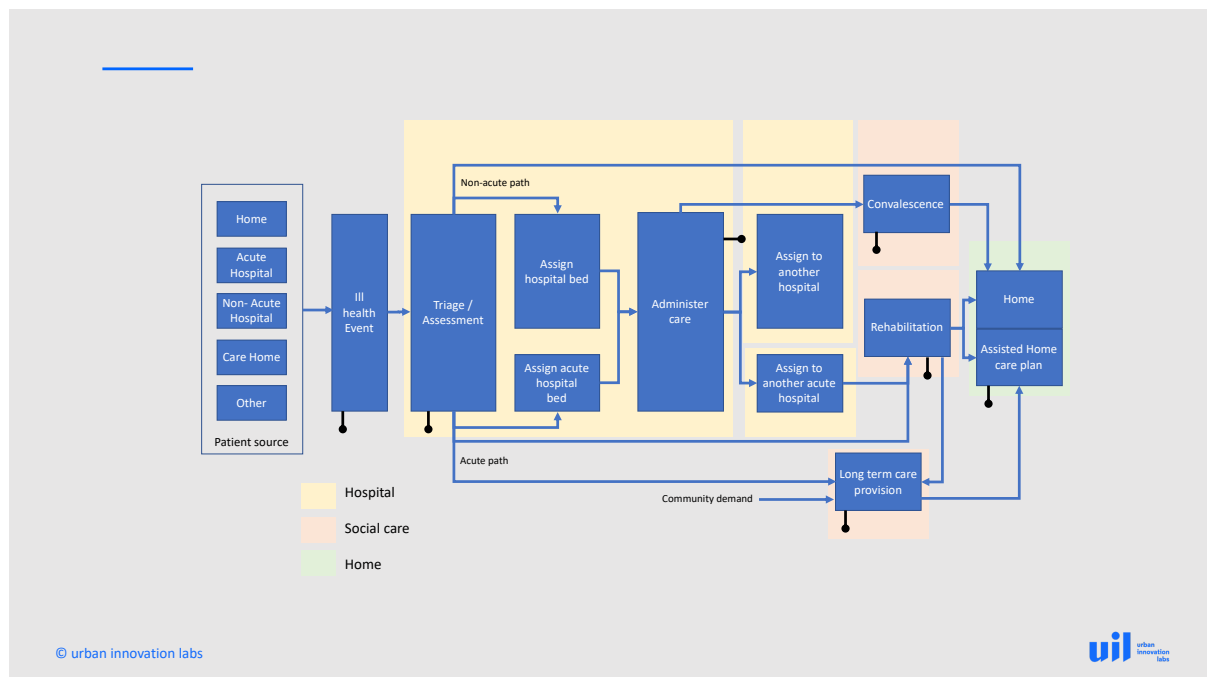 Non-acute path
Home
Acute
Hospital
Non- Acute
Hospital
Care Home
Other
Patient source
Ill
health
Event
Triage /
Assessment
Assign
hospital bed
Assign acute
hospital
bed
Administer
care
Assign to
another
hospital
Assign to
another acute
hospital
Convalescence
Rehabilitation
Home
Assisted Home
care plan
Acute path
Long term care
provision
Community demand
Hospital
Social care
Home
© urban innovation labs
uil
urban
innovation
labs